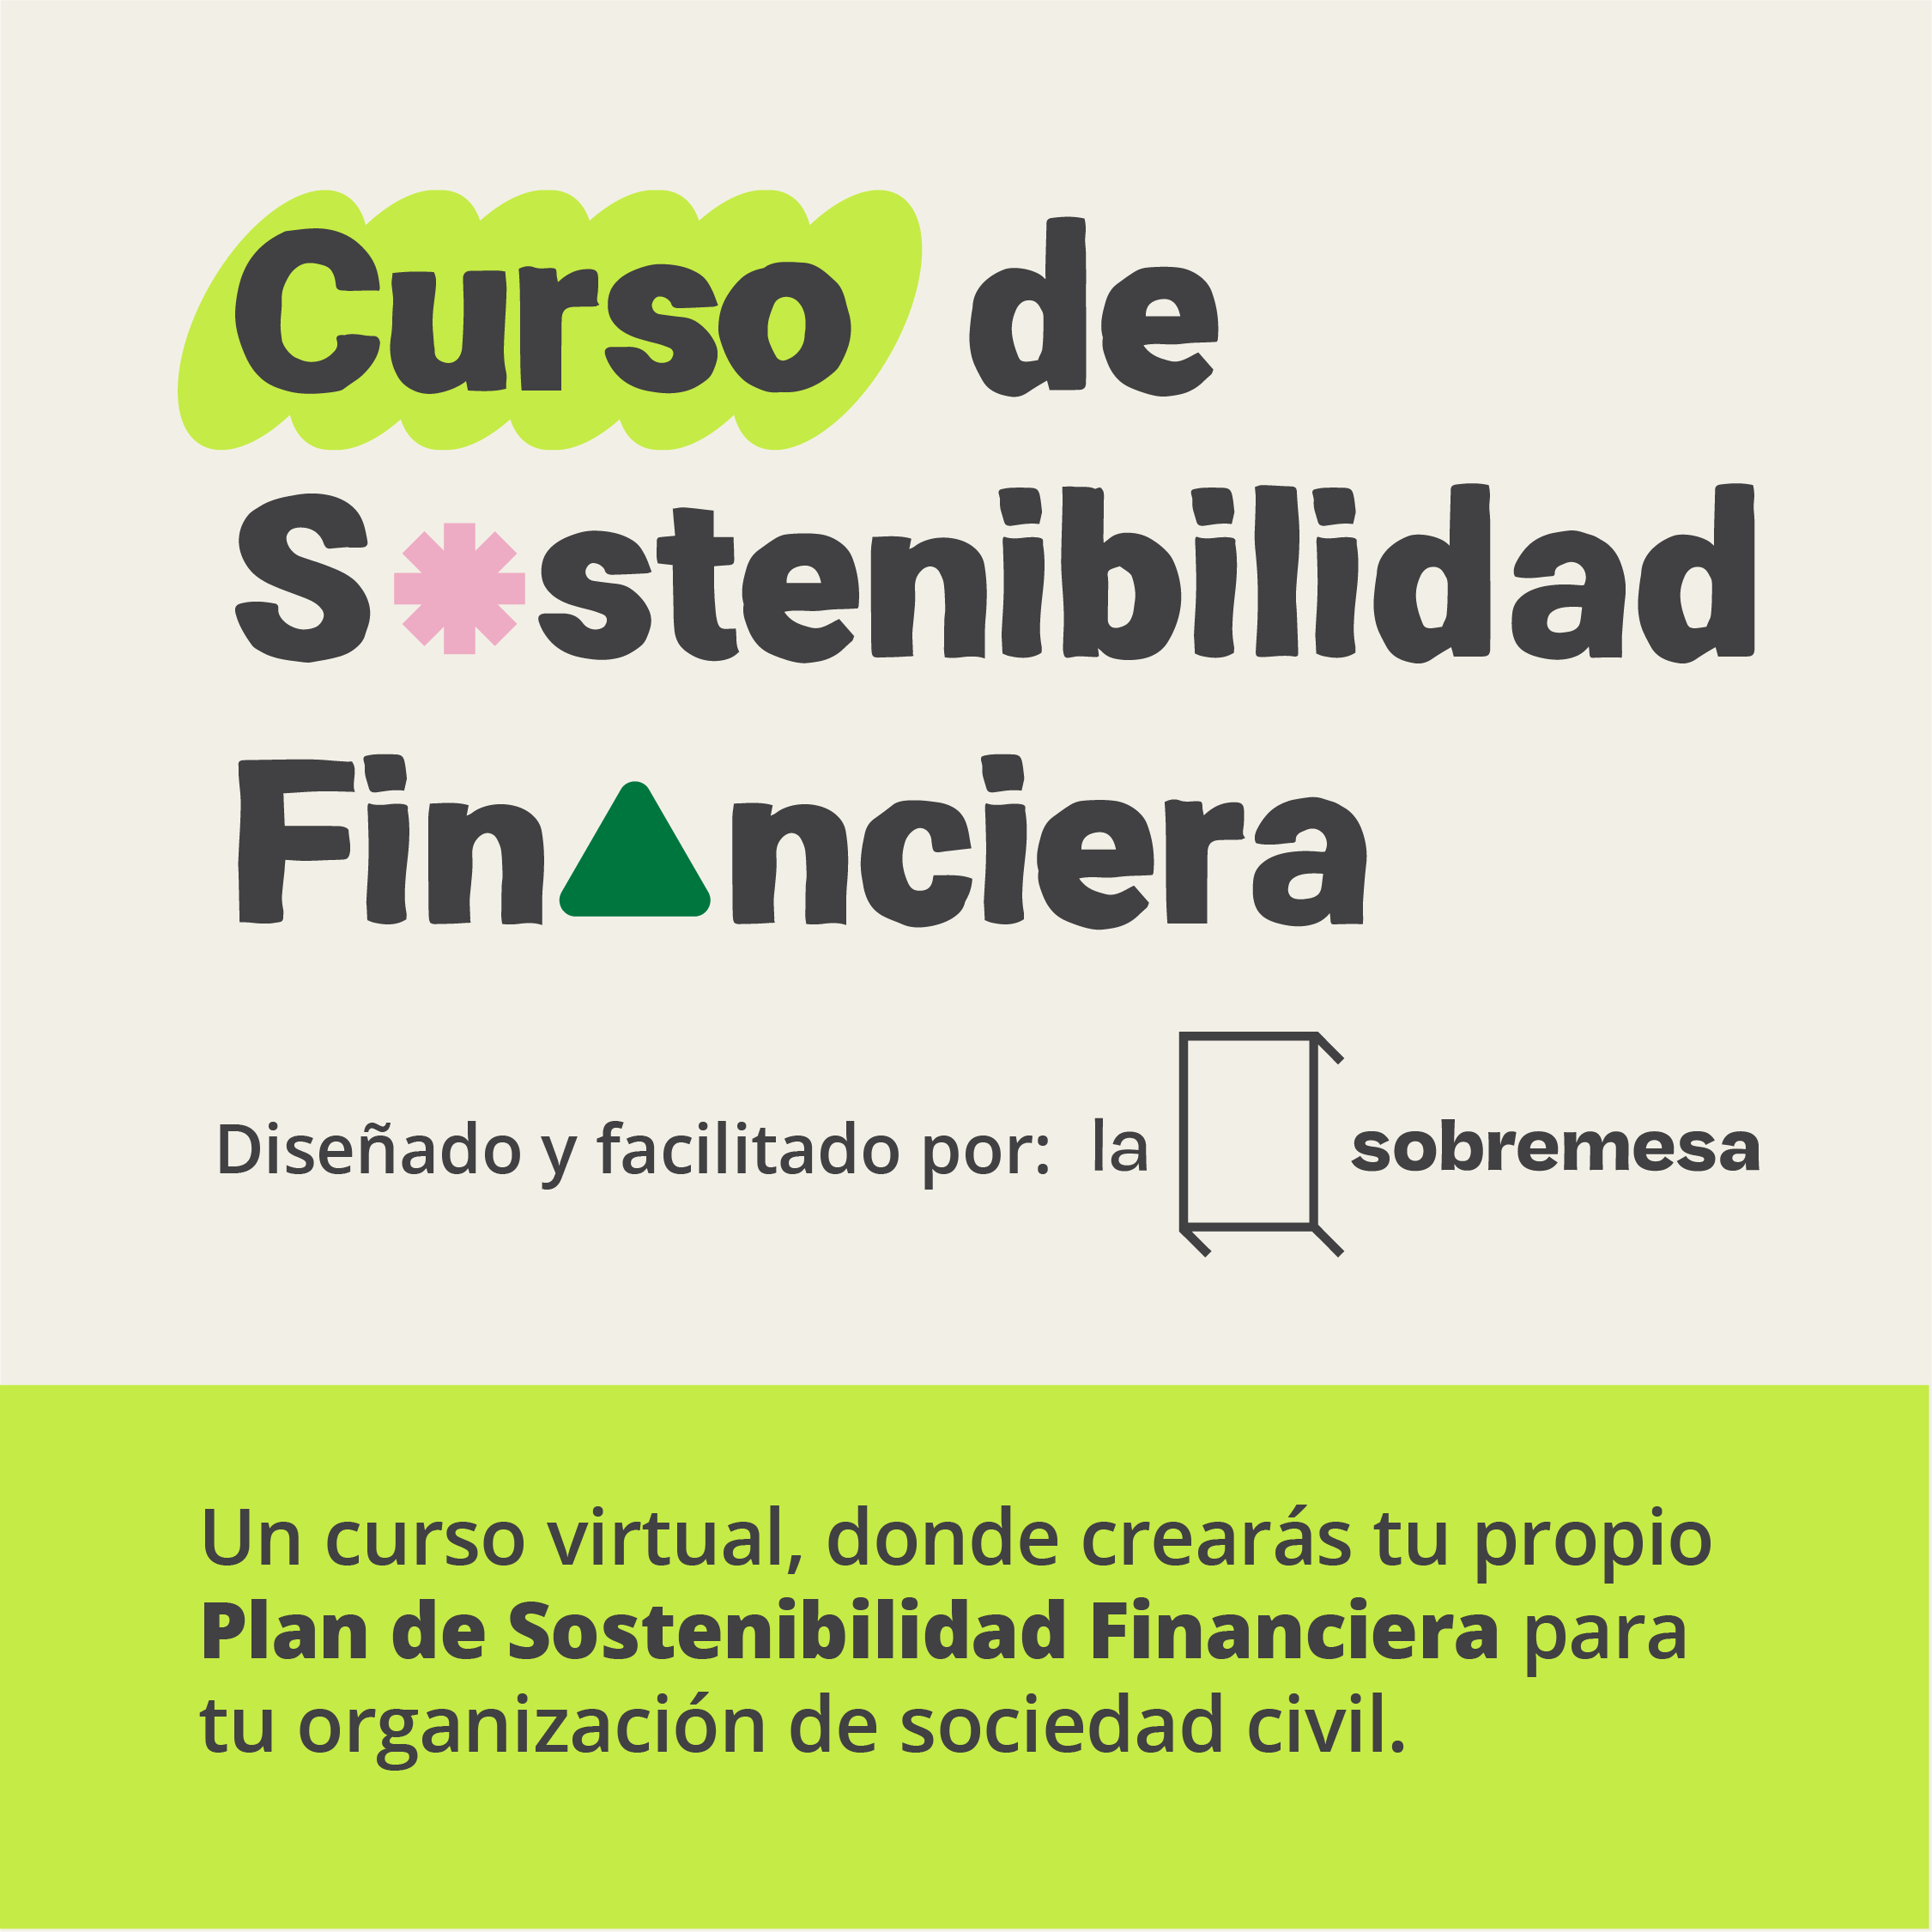 Curso de
S*stenibilidad
Fin▲nciera
Diseñado y facilitado por: la sobremesa
Un curso virtual, donde crearás tu propio
Plan de Sostenibilidad Financiera para
tu organización de sociedad civil.